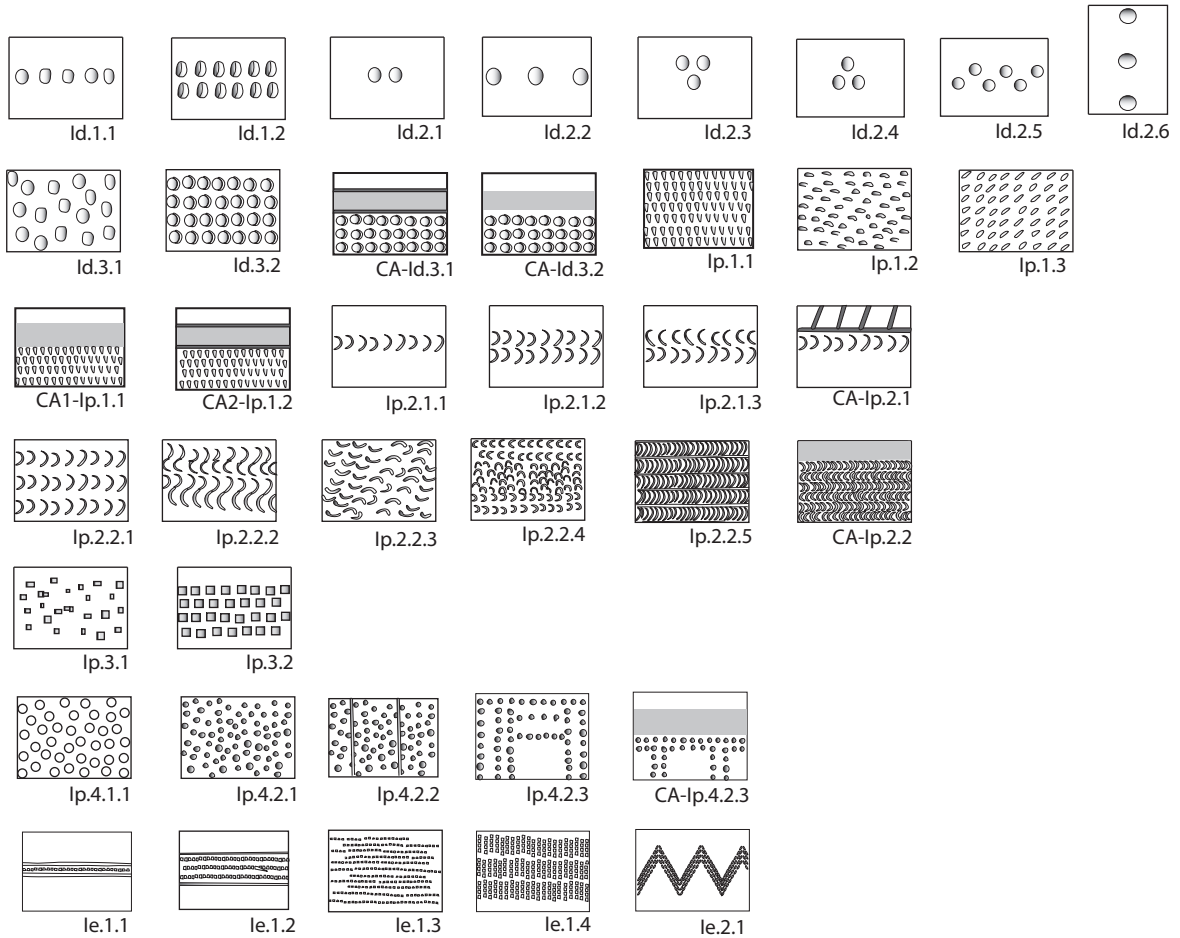 Id.1.1 Id.1.2 Id.2.1 Id.2.2 Id.2.3 Id.2.4 Id.2.5 Id.2.6
Id.3.1 Id.3.2 CA-Id.3.1 CA-Id.3.2 Ip.1.1 Ip.1.2 Ip.1.3
CA1-Ip.1.1 CA2-Ip.1.2 Ip.2.1.1 Ip.2.1.2 Ip.2.1.3 CA-Ip.2.1
Ip.2.2.1 Ip.2.2.2 Ip.2.2.3 Ip.2.2.4 Ip.2.2.5 CA-Ip.2.2
Ip.3.1 Ip.3.2
Ip.4.1.1 Ip.4.2.1 Ip.4.2.2 Ip.4.2.3 CA-Ip.4.2.3
Ie.1.1 Ie.1.2 Ie.1.3 Ie.1.4 Ie.2.1